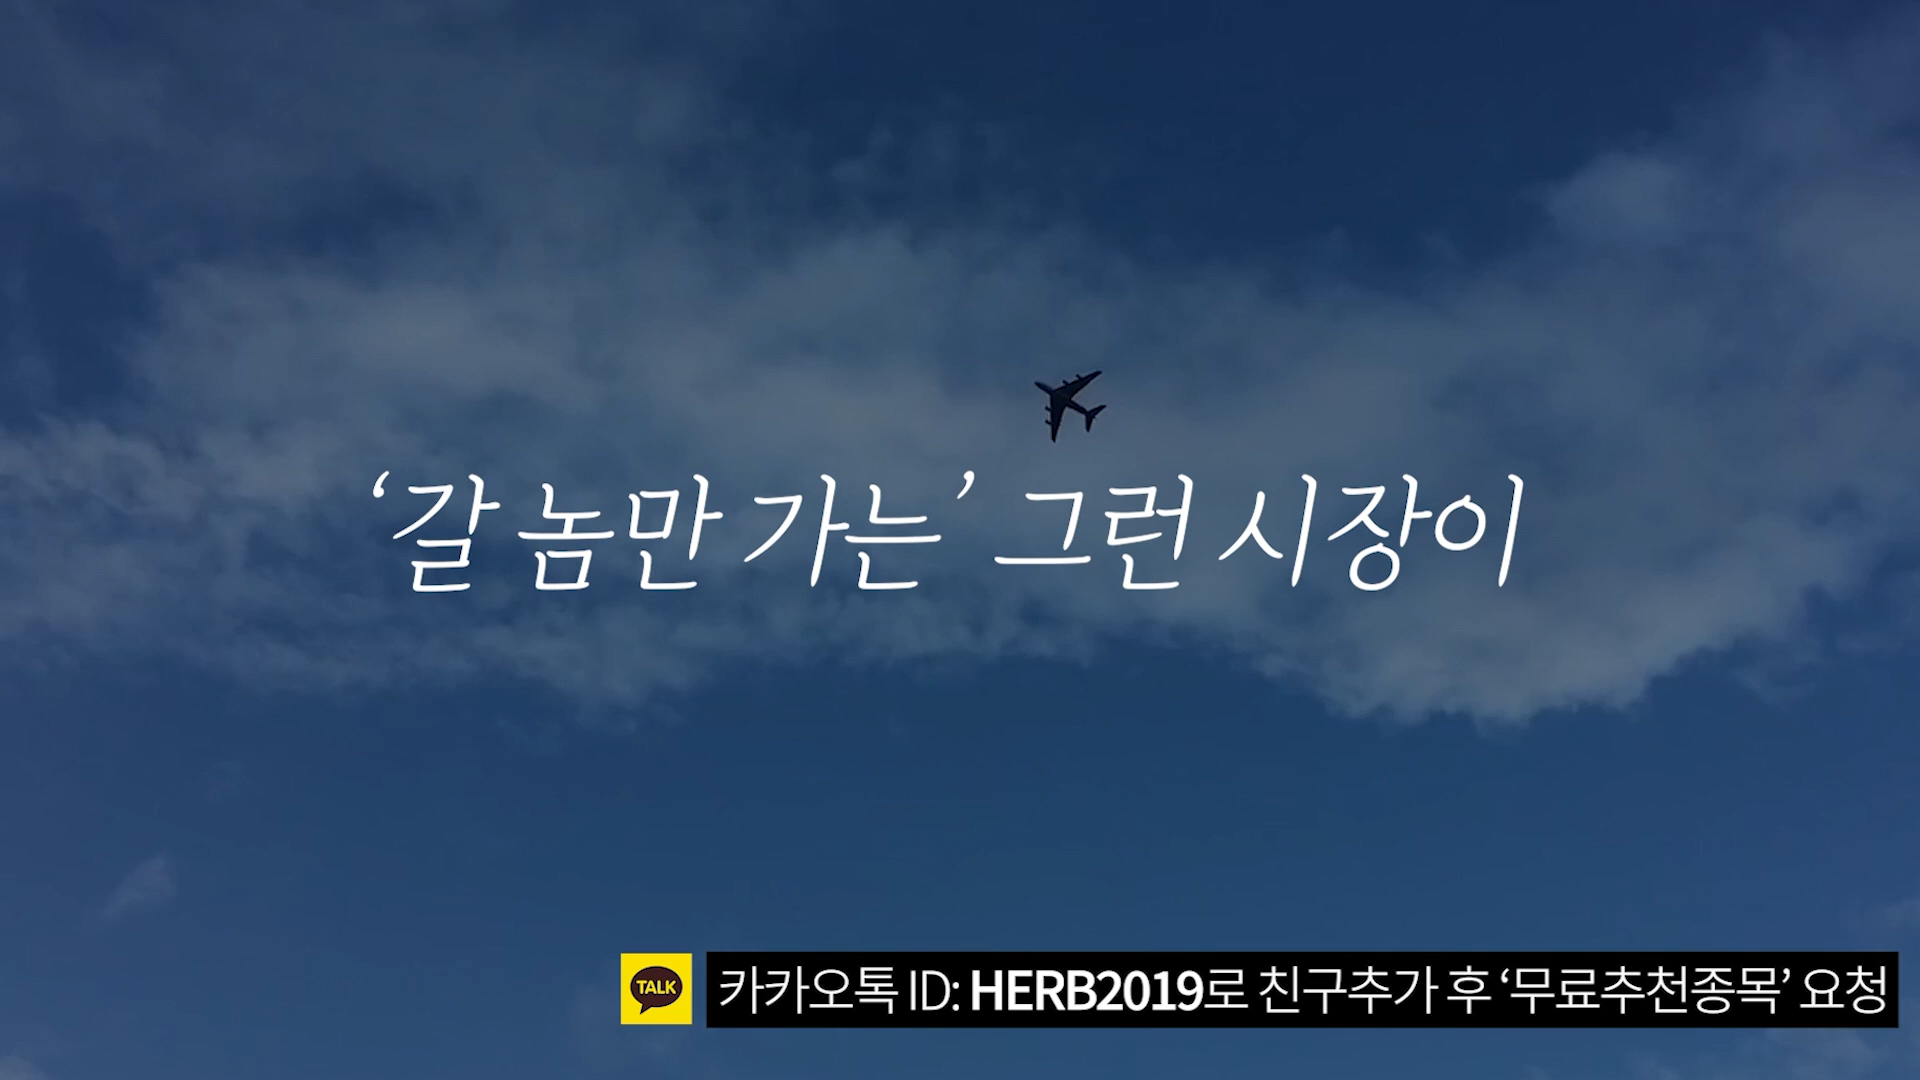 ‘갈 놈만 가는’ 그런 시장이
TALK
카카오톡 ID: HERB2019로 친구추가 후 ‘무료추천종목’ 요청